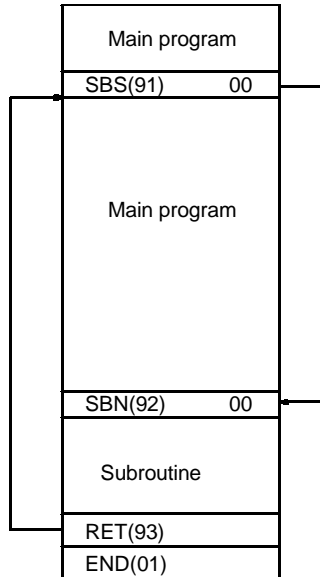 Main program
SBS(91) 00
Main program
SBN(92) 00
Subroutine
RET(93)
END(01)